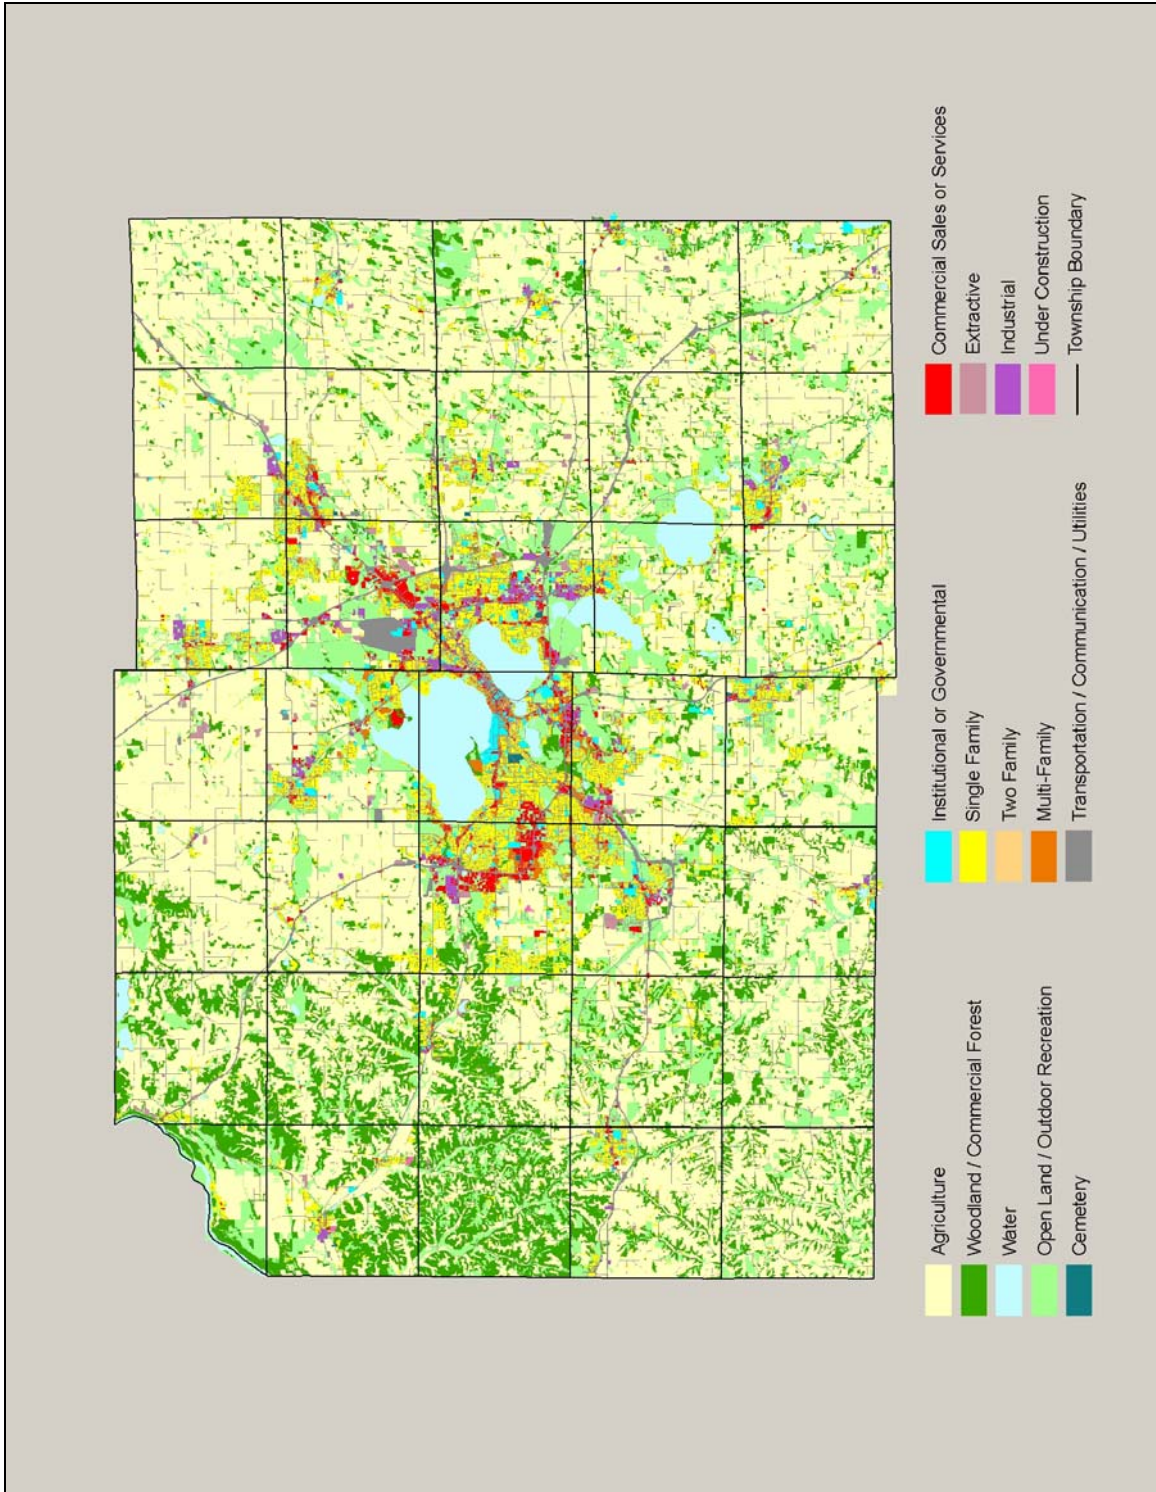 Agriculture
Woodland / Commercial Forest
Water
Open Land / Outdoor Recreation
Cemetery
Institutional or Governmental
Single Family
Two Family
Multi-Family
Transportation / Communication / Utilities
Commercial Sales or Services
Extractive
Industrial
Under Construction
Township Boundary